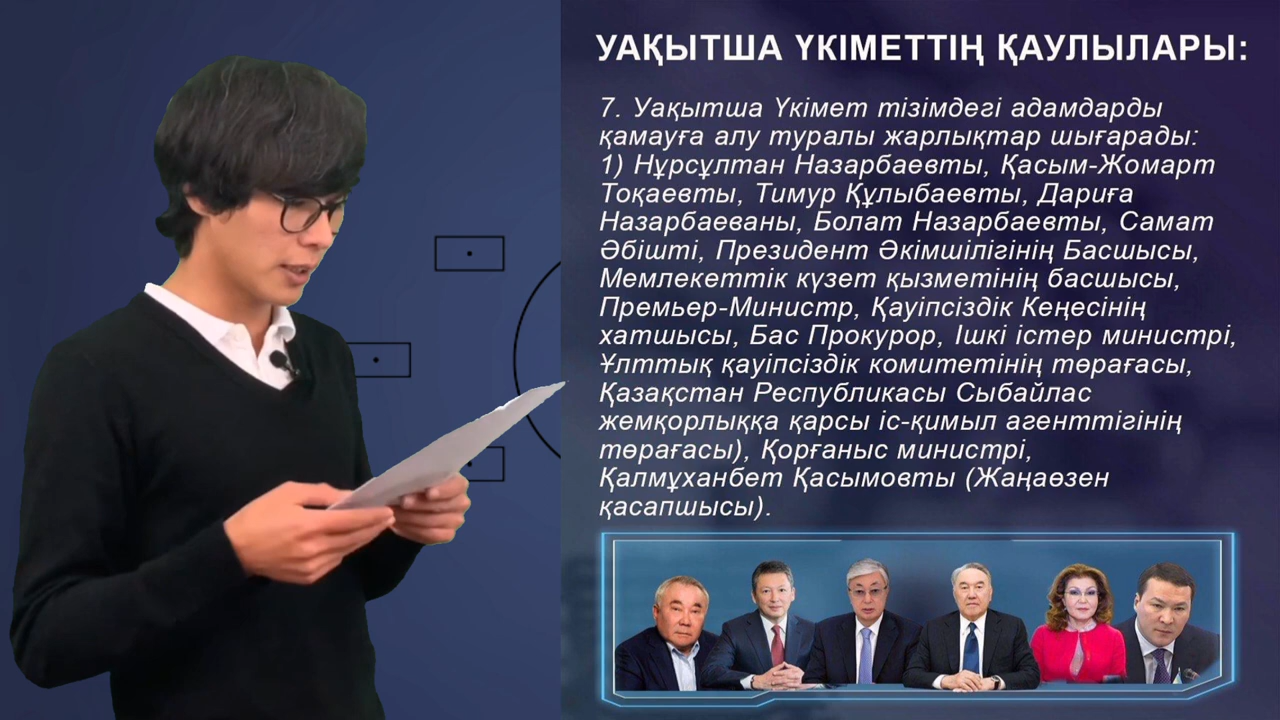 УАҚЫТША ҮКІМЕТТІҢ ҚАУЛЫЛАРЫ:
7. Уақытша Үкімет тізімдегі адамдарды
қамауға алу туралы жарлықтар шығарады:
1) Нұрсұлтан Назарбаевты, Қасым-Жомарт
Тоқаевты, Тимур Құлыбаевты, Дариға
Назарбаеваны, Болат Назарбаевты, Самат
Әбішті, Президент Әкімшілігінің Басшысы,
Мемлекеттік күзет қызметінің басшысы,
Премьер-Министр, Қауіпсіздік Кеңесінің
хатшысы, Бас Прокурор, Ішкі істер министрі,
Ұлттық қауіпсіздік комитетінің төрағасы,
Қазақстан Республикасы Сыбайлас
жемқорлыққа қарсы іс-қимыл агенттігінің
төрағасы), Қорғаныс министрі,
Қалмұханбет Қасымовты (Жаңаөзен
қасапшысы).